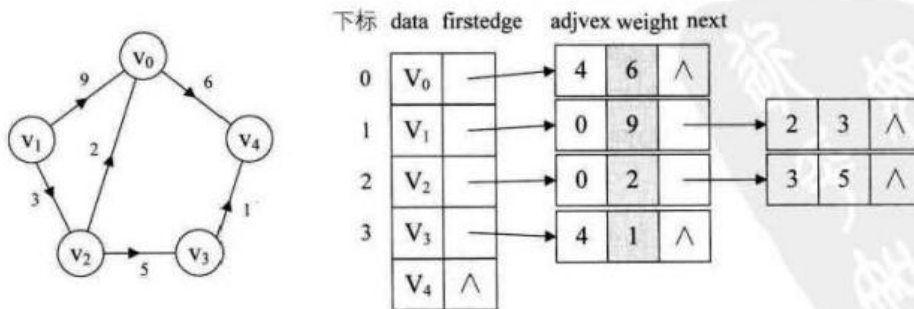 下标 data firstedge adjvex weight next
v₀
9
6
0 V₀ 4 6 ∧
v₁
2
v₄
1 V₁ 0 9 2 3 ∧
3
1
2 V₂ 0 2 3 5 ∧
v₂
5
v₃
3 V₃ 4 1 ∧
V₄ ∧